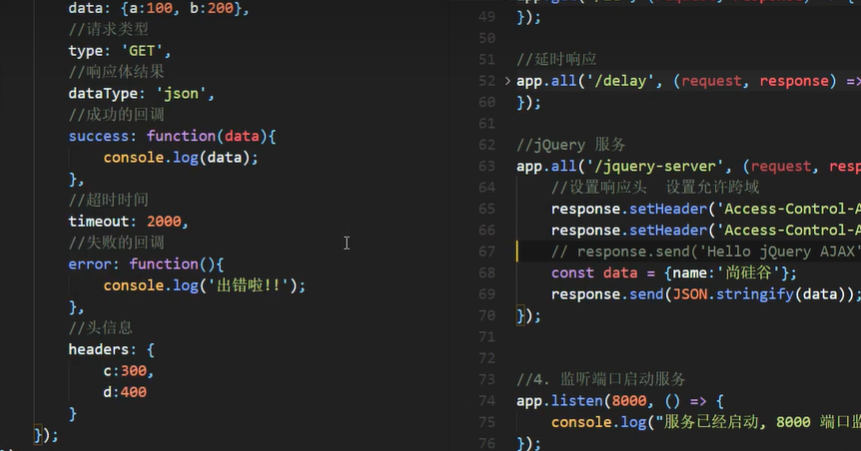 data: {a:100, b:200},
//请求类型
type: 'GET',
//响应体结果
dataType: 'json',
//成功的回调
success: function(data){
console.log(data);
},
//超时时间
timeout: 2000,
//失败的回调
error: function(){
console.log('出错啦!!');
},
//头信息
headers: {
c:300,
d:400
}
});
49 });
50
51 //延时响应
52 app.all('/delay', (request, response) =>
60 });
61
62 //jQuery 服务
63 app.all('/jquery-server', (request, resp
64 //设置响应头 设置允许跨域
65 response.setHeader('Access-Control-A
66 response.setHeader('Access-Control-A
67 // response.send('Hello jQuery AJAX'
68 const data = {name:'尚硅谷'};
69 response.send(JSON.stringify(data));
70 });
71
72
73 //4. 监听端口启动服务
74 app.listen(8000, () => {
75 console.log("服务已经启动, 8000 端口监
76 });